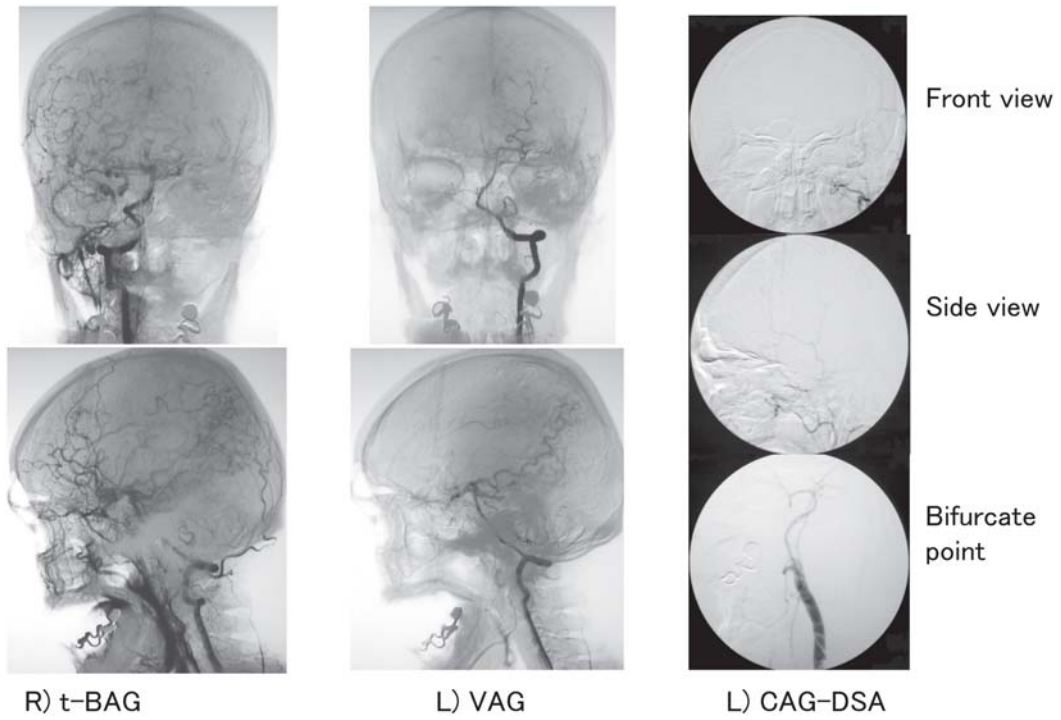 Front view
Side view
Bifurcate
point
R) t-BAG
L) VAG
L) CAG-DSA